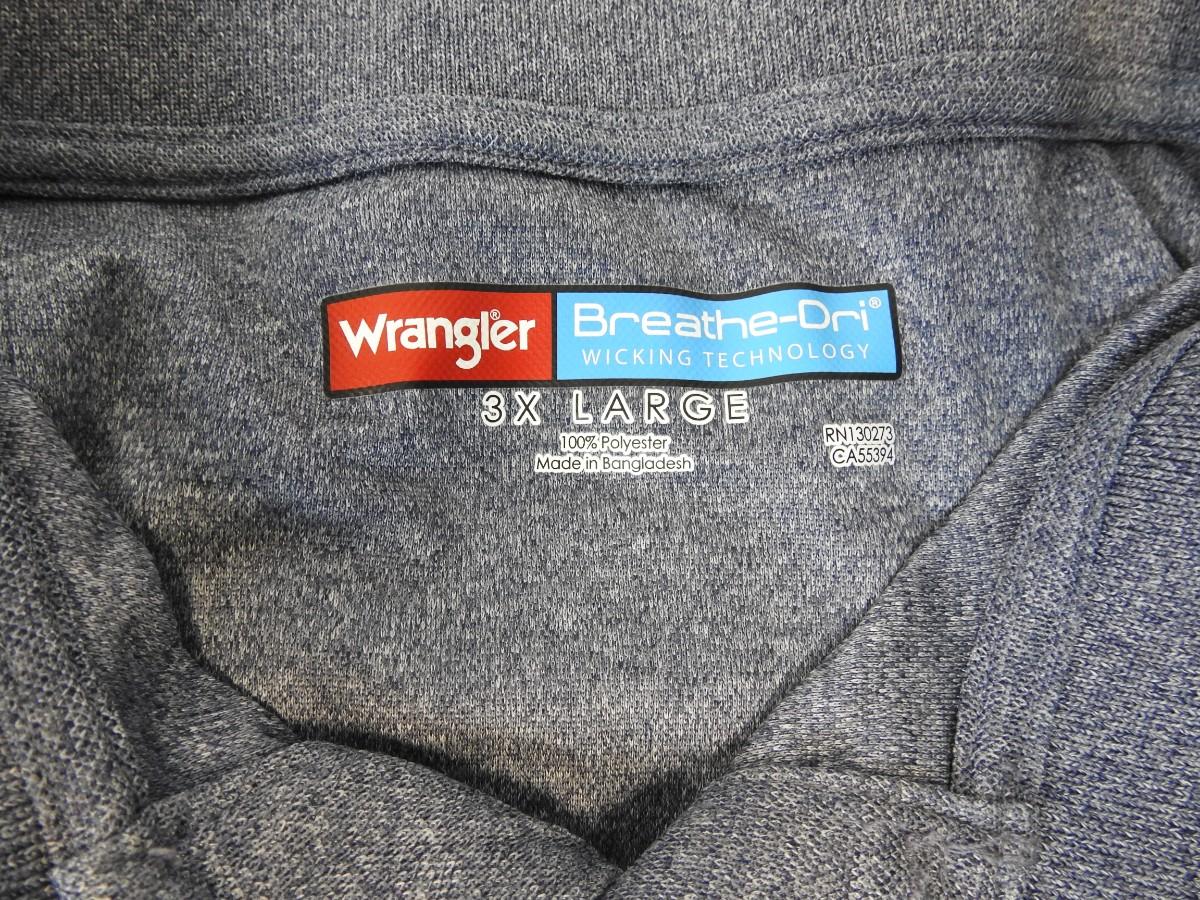 Wrangler®
Breathe-Dri®
WICKING TECHNOLOGY
3X LARGE
100% Polyester
Made in Bangladesh
RN130273
CA55394